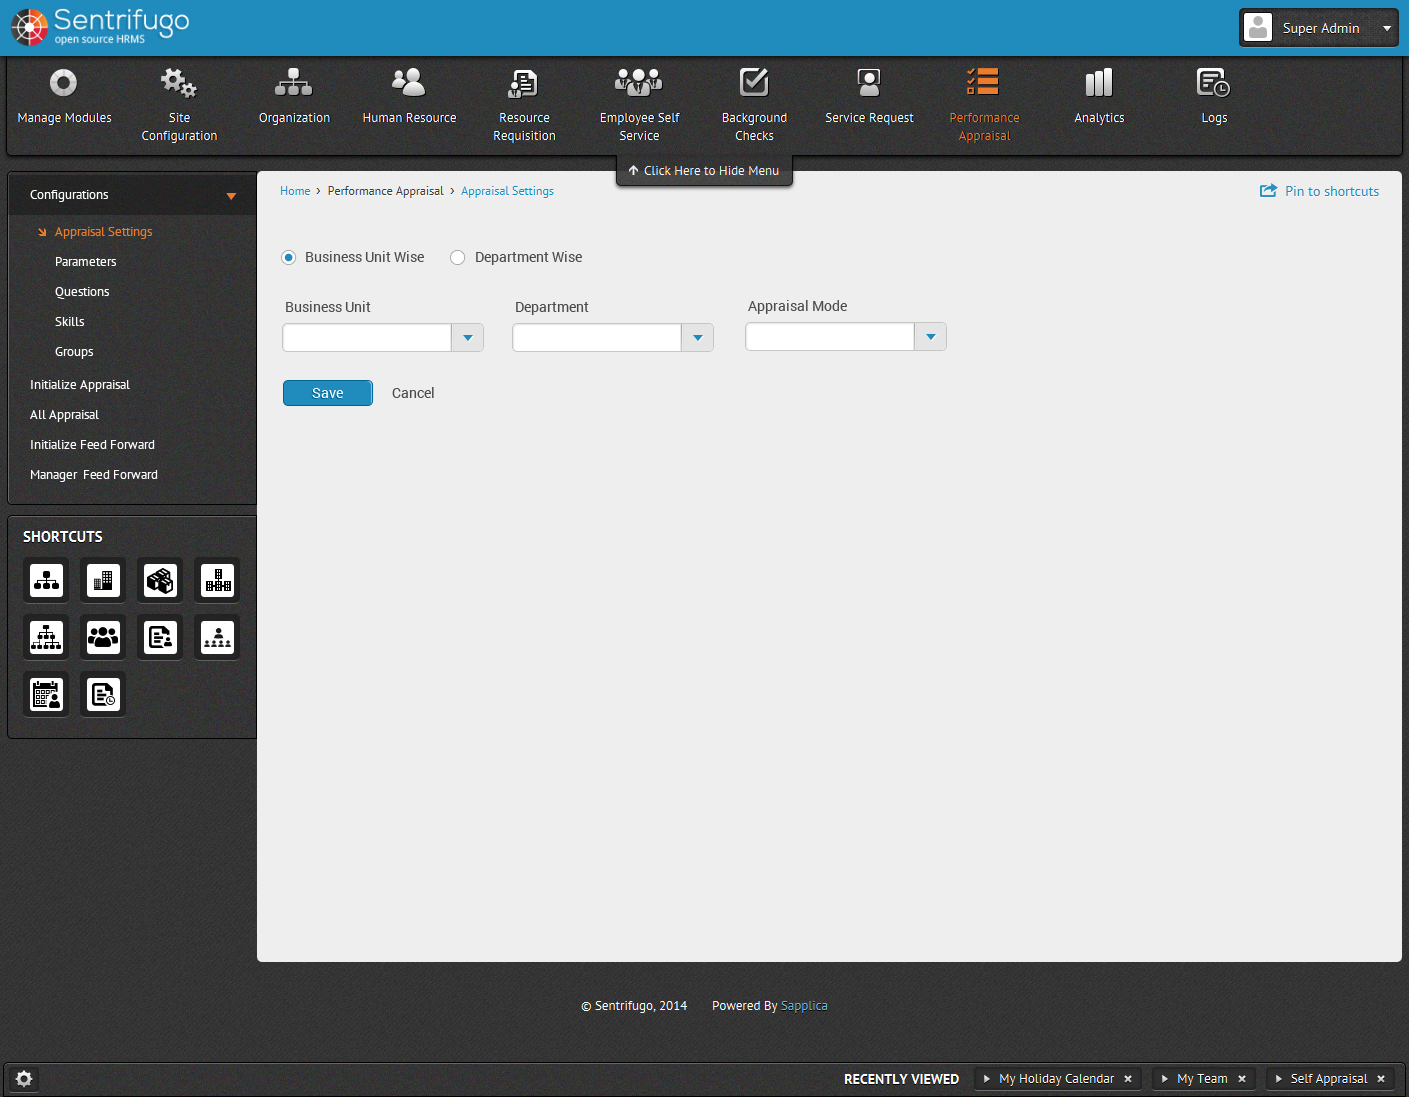 Sentrifugo
open source HRMS
Super Admin
Manage Modules
Site
Configuration
Organization
Human Resource
Resource
Requisition
Employee Self
Service
Background
Checks
Service Request
Performance
Appraisal
Analytics
Logs
Click Here to Hide Menu
Configurations
Appraisal Settings
Parameters
Questions
Skills
Groups
Initialize Appraisal
All Appraisal
Initialize Feed Forward
Manager Feed Forward
SHORTCUTS
Home › Performance Appraisal › Appraisal Settings
Pin to shortcuts
Business Unit Wise
Department Wise
Business Unit
Department
Appraisal Mode
Save
Cancel
© Sentrifugo, 2014 Powered By Sapplica
RECENTLY VIEWED
My Holiday Calendar
My Team
Self Appraisal